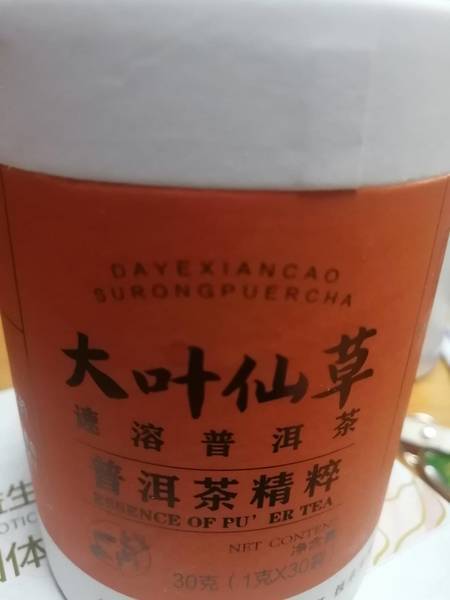 DAYEXIANCAO
SURONGPUERCHA
大叶仙草
速溶普洱茶
普洱茶精粹
ESSENCE OF PU' ER TEA
NET CONTENT
净含量
30克（1克X30袋）